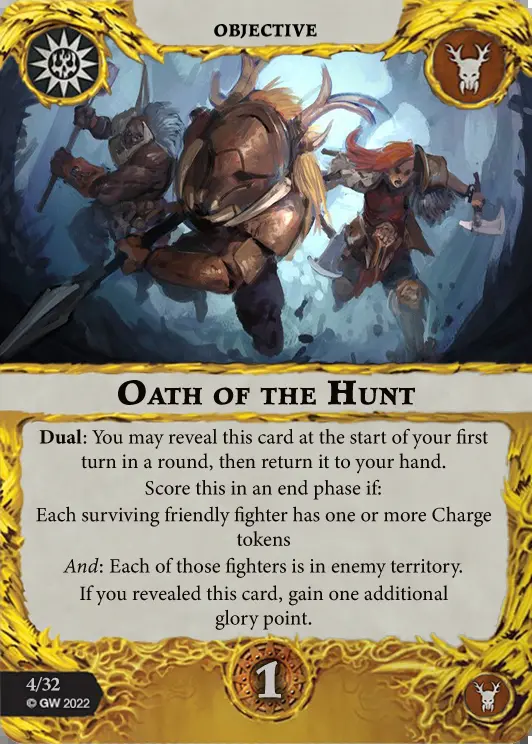 OBJECTIVE
OATH OF THE HUNT
Dual: You may reveal this card at the start of your first
turn in a round, then return it to your hand.
Score this in an end phase if:
Each surviving friendly fighter has one or more Charge
tokens
And: Each of those fighters is in enemy territory.
If you revealed this card, gain one additional
glory point.
1
4/32
© GW 2022